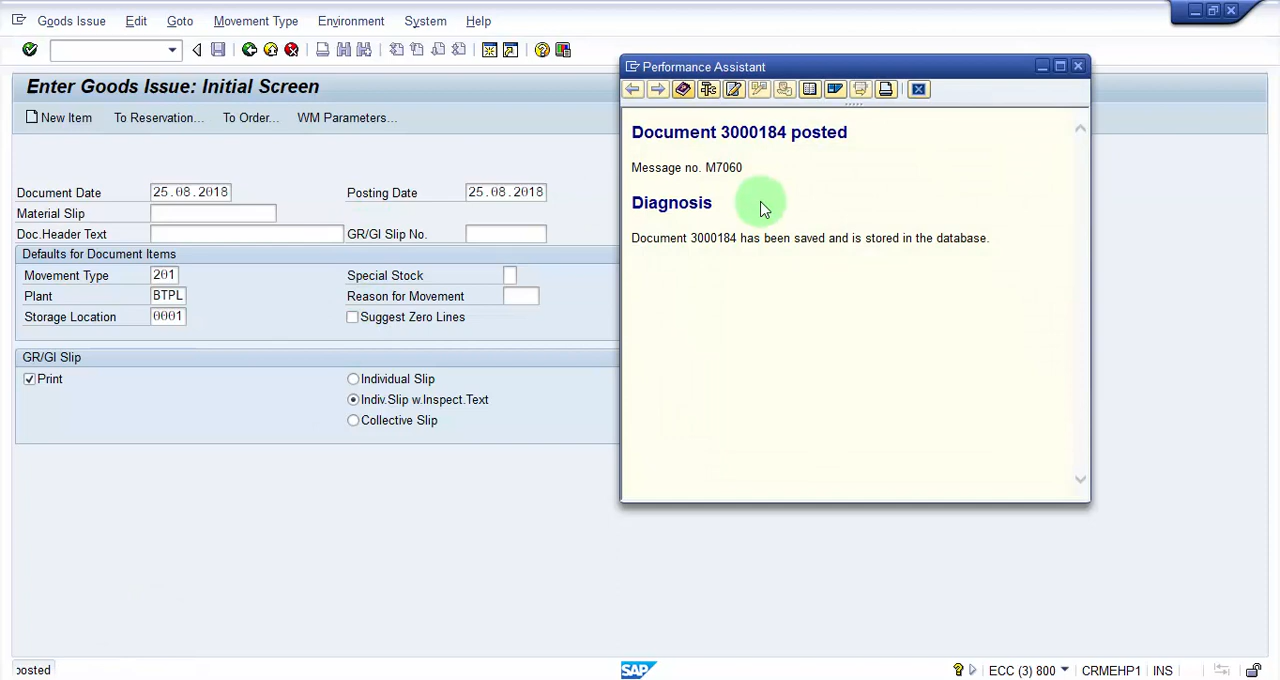 Goods Issue Edit Goto Movement Type Environment System Help
Enter Goods Issue: Initial Screen
New Item To Reservation... To Order... WM Parameters...
Document Date 25.08.2018 Posting Date 25.08.2018
Material Slip
Doc.Header Text GR/GI Slip No.
Defaults for Document Items
Movement Type 201 Special Stock
Plant BTPL Reason for Movement
Storage Location 0001 Suggest Zero Lines
GR/GI Slip
Print Individual Slip
Indiv.Slip w.Inspect.Text
Collective Slip
Performance Assistant
Document 3000184 posted
Message no. M7060
Diagnosis
Document 3000184 has been saved and is stored in the database.
posted SAP ECC (3) 800 CRMEHP1 INS